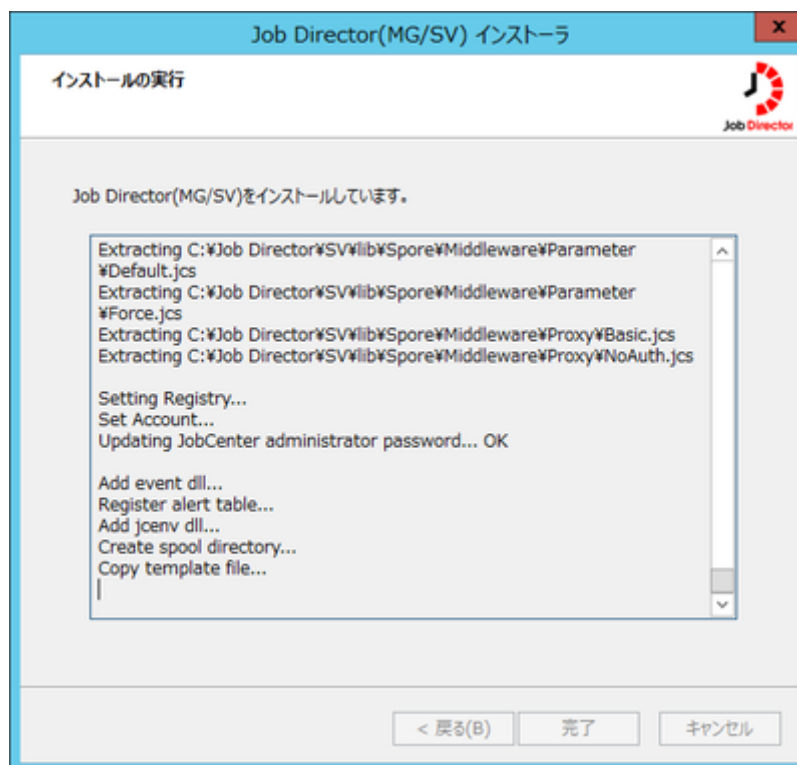 Job Director(MG/SV) インストーラ
x
インストールの実行
J
Job Director
Job Director(MG/SV)をインストールしています。
Extracting C:¥Job Director¥SV¥lib¥Spore¥Middleware¥Parameter
¥Default.jcs
Extracting C:¥Job Director¥SV¥lib¥Spore¥Middleware¥Parameter
¥Force.jcs
Extracting C:¥Job Director¥SV¥lib¥Spore¥Middleware¥Proxy¥Basic.jcs
Extracting C:¥Job Director¥SV¥lib¥Spore¥Middleware¥Proxy¥NoAuth.jcs
Setting Registry...
Set Account...
Updating JobCenter administrator password... OK
Add event dll...
Register alert table...
Add jcenv dll...
Create spool directory...
Copy template file...
< 戻る(B) 完了 キャンセル